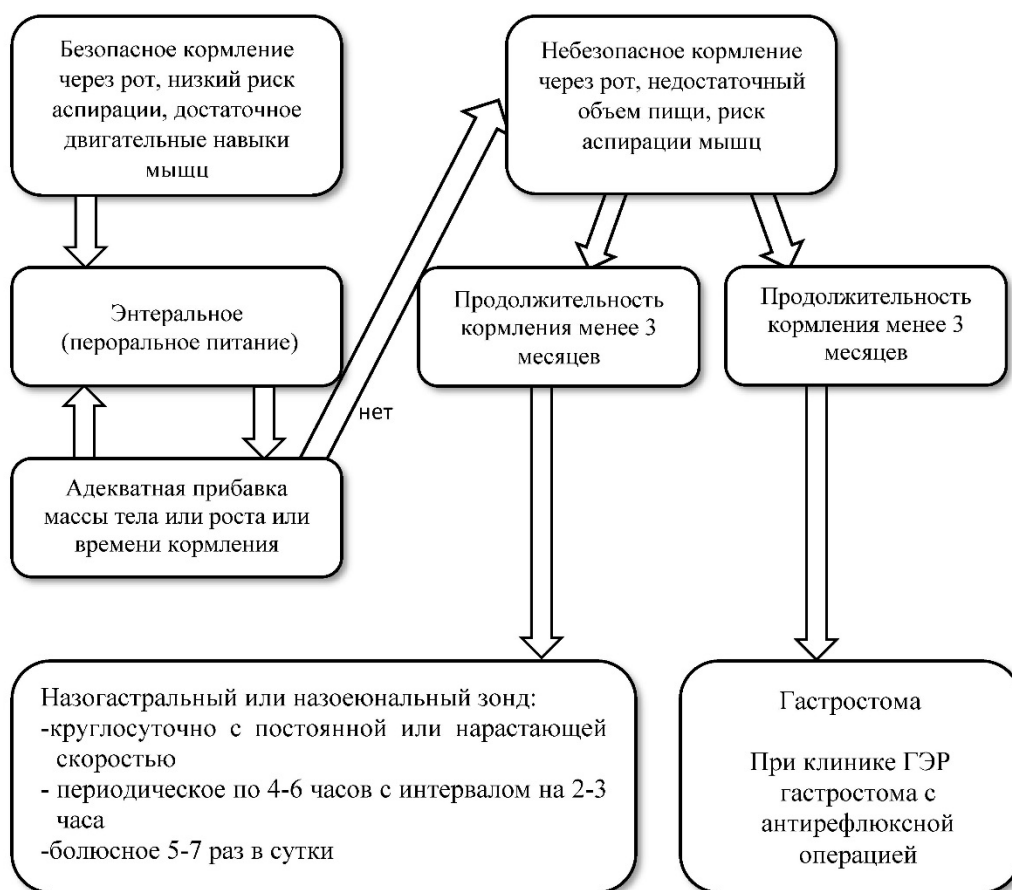 Безопасное кормление
через рот, низкий риск
аспирации, достаточное
двигательные навыки
мыщц
Небезопасное кормление
через рот, недостаточный
объем пищи, риск
аспирации мышц
Энтеральное
(пероральное питание)
Продолжительность
кормления менее 3
месяцев
Продолжительность
кормления менее 3
месяцев
нет
Адекватная прибавка
массы тела или роста или
времени кормления
Назогастральный или назоеюнальный зонд:
-круглосуточно с постоянной или нарастающей
скоростью
- периодическое по 4-6 часов с интервалом на 2-3
часа
-болюсное 5-7 раз в сутки
Гастростома
При клинике ГЭР
гастростома с
антирефлюксной
операцией